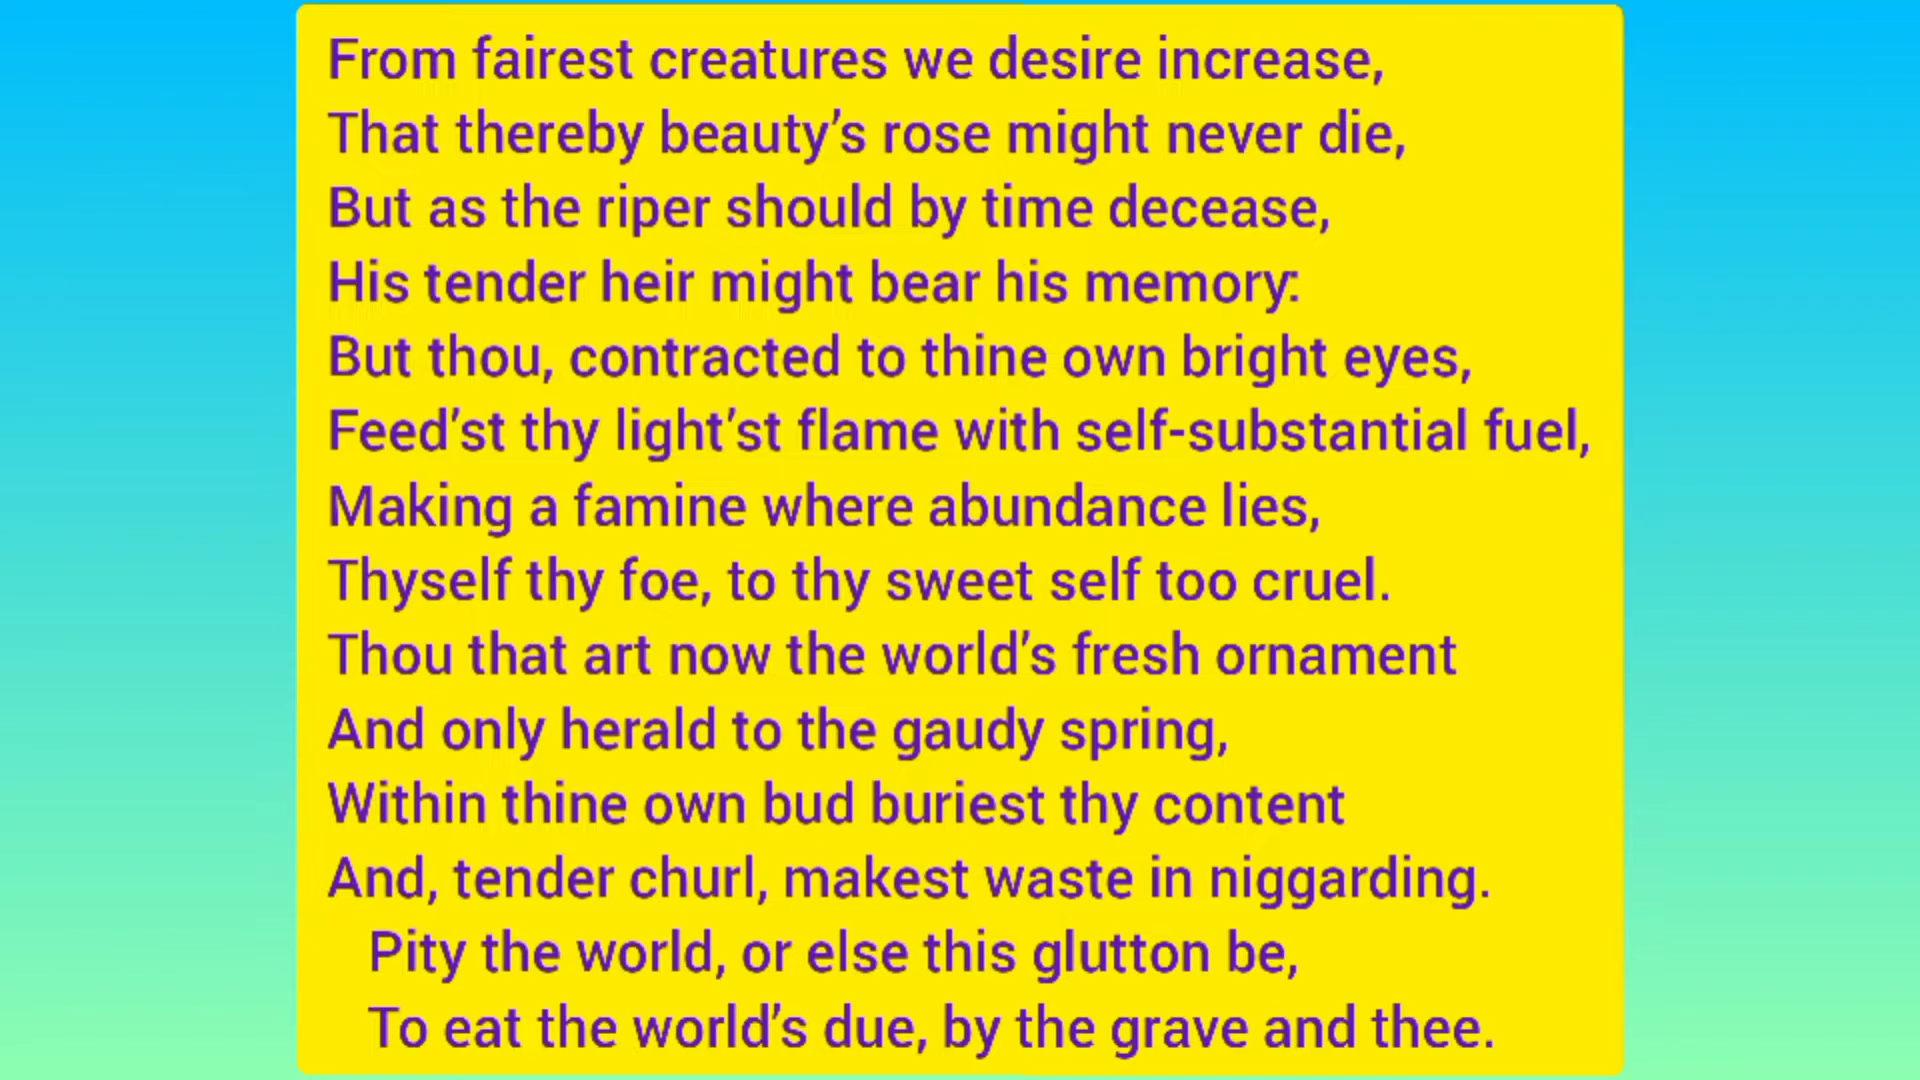 From fairest creatures we desire increase,
That thereby beauty’s rose might never die,
But as the riper should by time decease,
His tender heir might bear his memory:
But thou, contracted to thine own bright eyes,
Feed’st thy light’st flame with self-substantial fuel,
Making a famine where abundance lies,
Thyself thy foe, to thy sweet self too cruel.
Thou that art now the world’s fresh ornament
And only herald to the gaudy spring,
Within thine own bud buriest thy content
And, tender churl, makest waste in niggarding.
Pity the world, or else this glutton be,
To eat the world’s due, by the grave and thee.